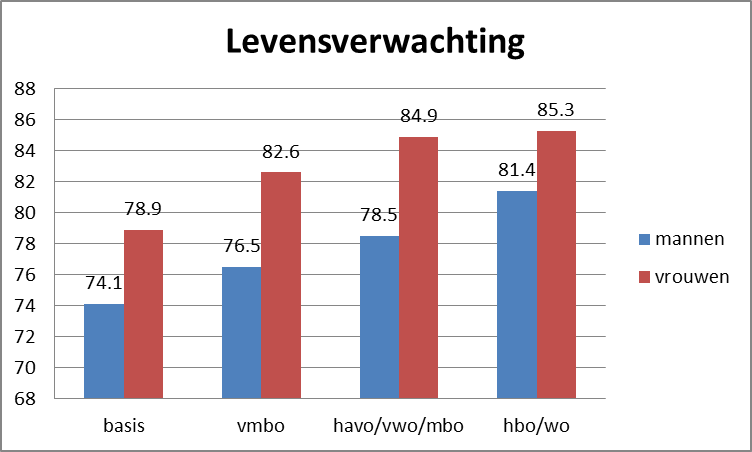 Levensverwachting
88
86
84
82
80
78
76
74
72
70
68
74.1
78.9
76.5
82.6
78.5
84.9
81.4
85.3
basis
vmbo
havo/vwo/mbo
hbo/wo
mannen
vrouwen